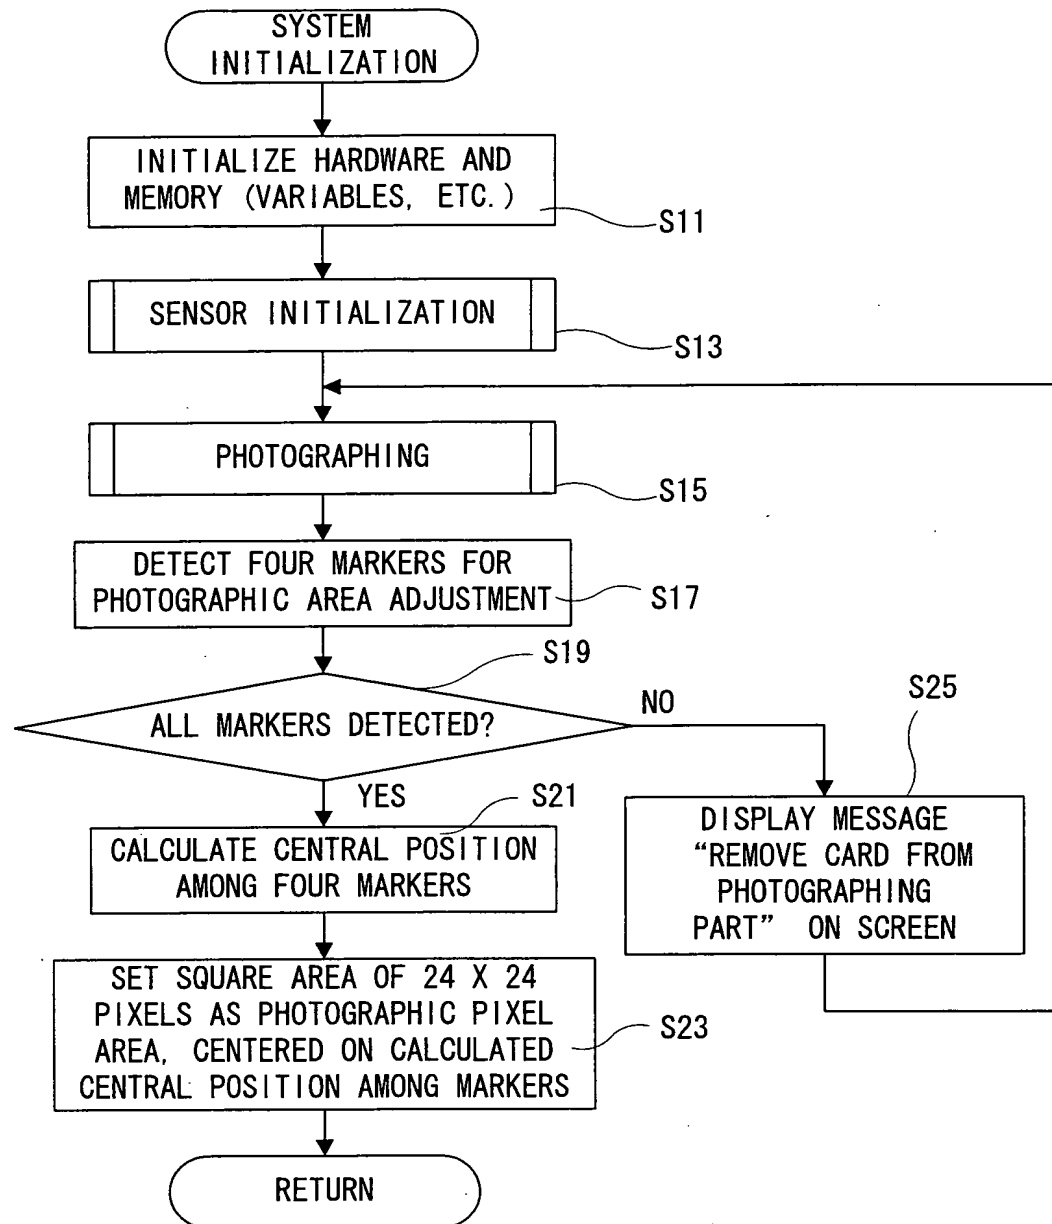 SYSTEM
INITIALIZATION
INITIALIZE HARDWARE AND
MEMORY (VARIABLES, ETC.)
S11
SENSOR INITIALIZATION
S13
PHOTOGRAPHING
S15
DETECT FOUR MARKERS FOR
PHOTOGRAPHIC AREA ADJUSTMENT
S17
S19
ALL MARKERS DETECTED?
NO
S25
YES
S21
CALCULATE CENTRAL POSITION
AMONG FOUR MARKERS
DISPLAY MESSAGE
“REMOVE CARD FROM
PHOTOGRAPHING
PART” ON SCREEN
SET SQUARE AREA OF 24 X 24
PIXELS AS PHOTOGRAPHIC PIXEL
AREA, CENTERED ON CALCULATED
CENTRAL POSITION AMONG MARKERS
S23
RETURN